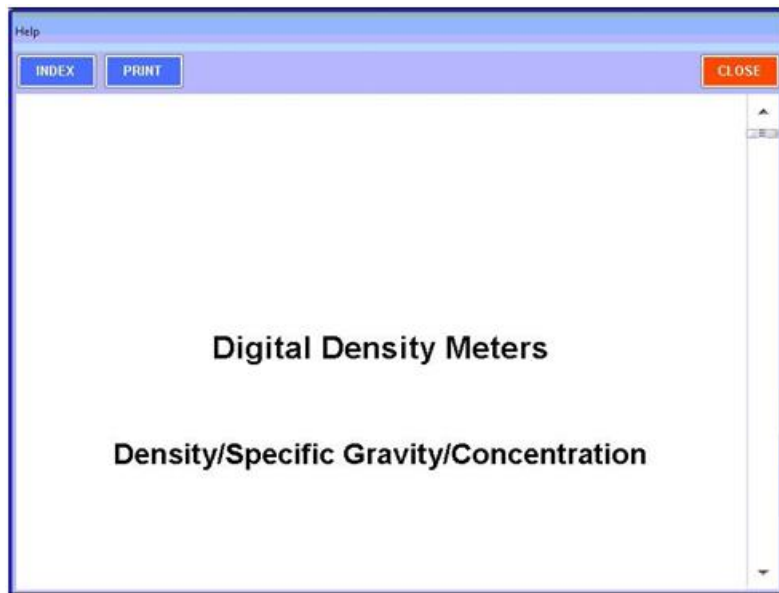 Help
INDEX PRINT CLOSE
Digital Density Meters
Density/Specific Gravity/Concentration